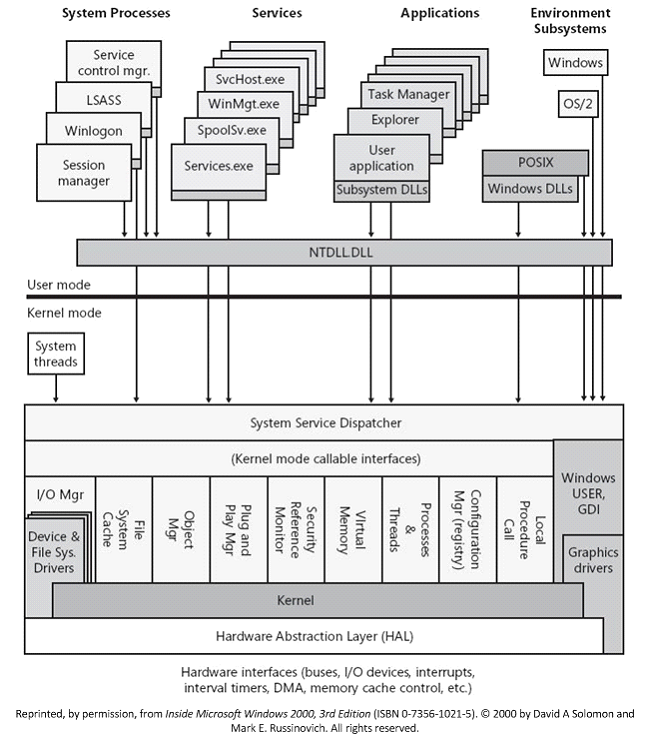 System Processes
Services
Applications
Environment
Subsystems
Service
control mgr.
LSASS
Winlogon
Session
manager
SvcHost.exe
WinMgt.exe
SpoolSv.exe
Services.exe
Task Manager
Explorer
User
application
Subsystem DLLs
Windows
OS/2
POSIX
Windows DLLs
NTDLL.DLL
User mode
Kernel mode
System
threads
System Service Dispatcher
(Kernel mode callable interfaces)
I/O Mgr
Device &
File Sys.
Drivers
File
System
Cache
Object
Mgr
Plug and
Play Mgr
Security
Reference
Monitor
Virtual
Memory
Processes
&
Threads
Configuration
Mgr (registry)
Local
Procedure
Call
Windows
USER,
GDI
Graphics
drivers
Kernel
Hardware Abstraction Layer (HAL)
Hardware interfaces (buses, I/O devices, interrupts,
interval timers, DMA, memory cache control, etc.)
Reprinted, by permission, from Inside Microsoft Windows 2000, 3rd Edition (ISBN 0-7356-1021-5). © 2000 by David A Solomon and
Mark E. Russinovich. All rights reserved.